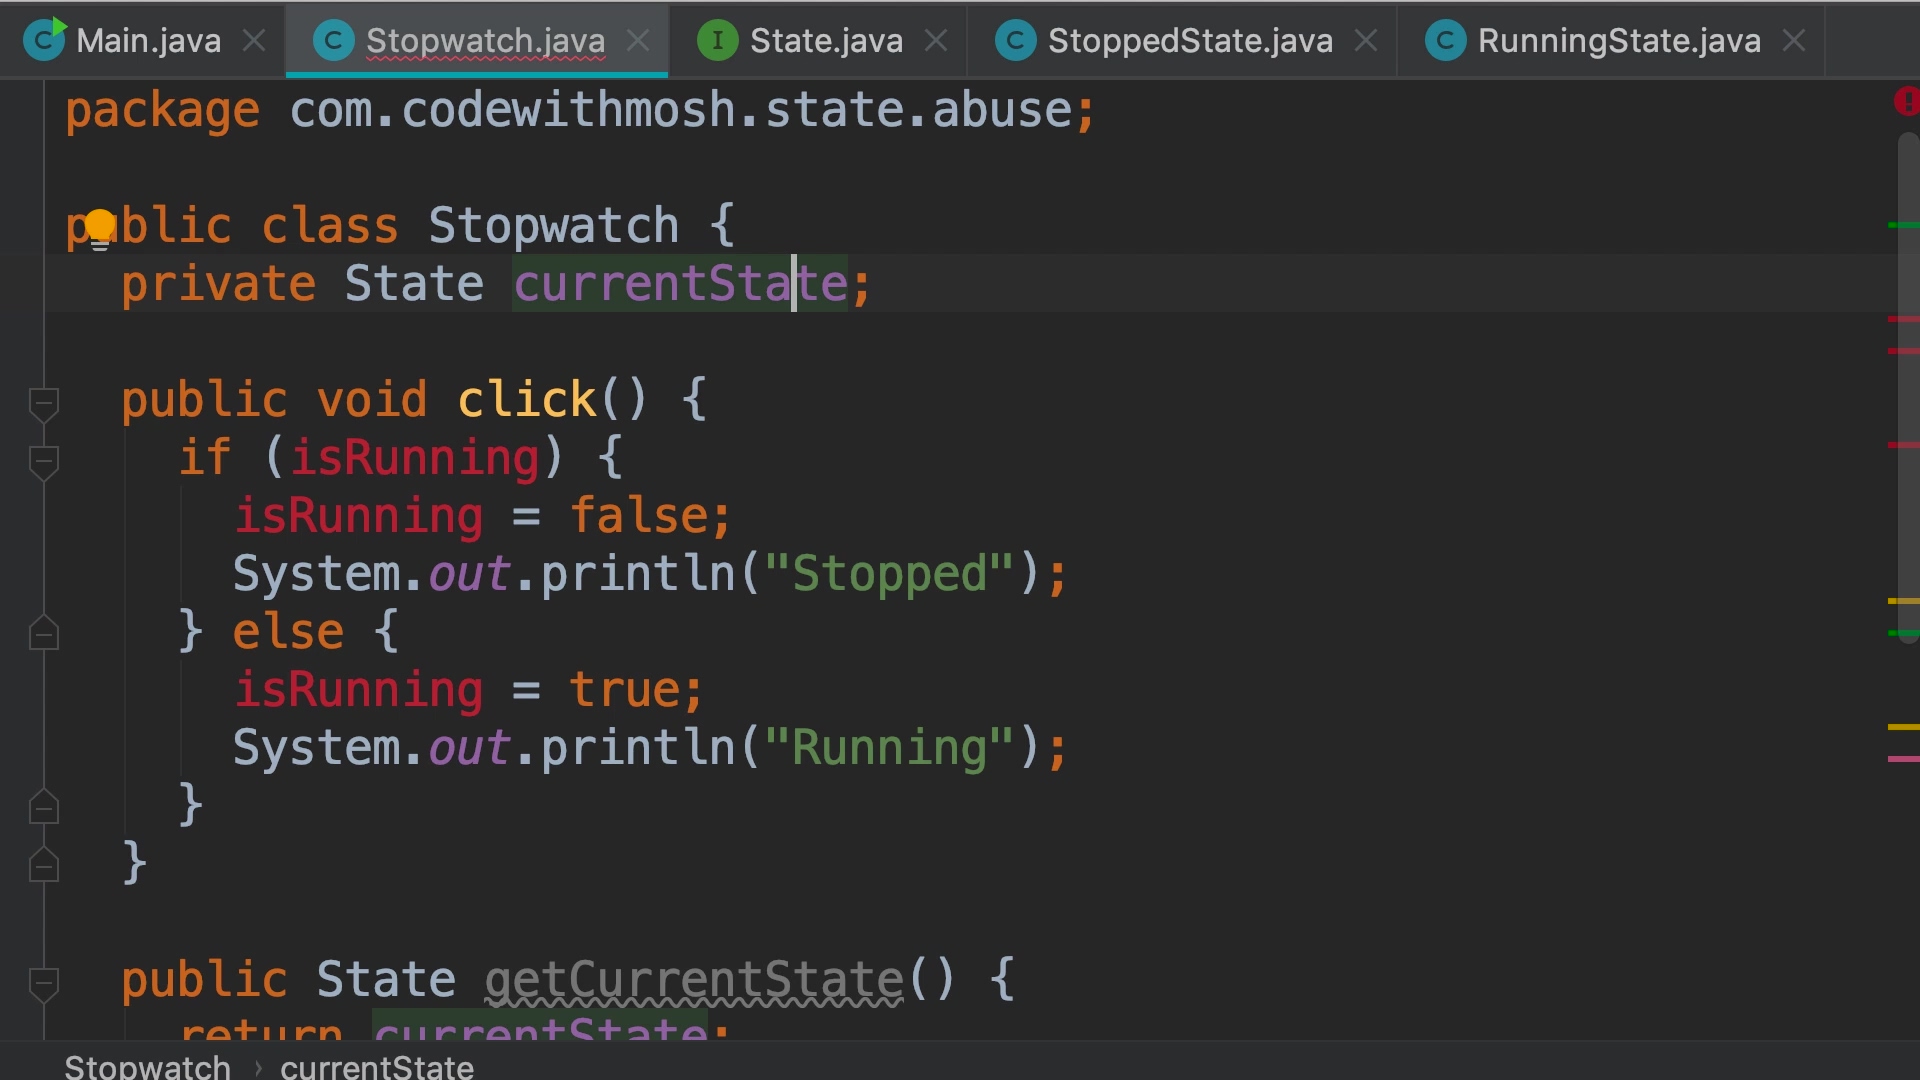 Main.java Stopwatch.java State.java StoppedState.java RunningState.java
package com.codewithmosh.state.abuse;
public class Stopwatch {
private State currentState;
public void click() {
if (isRunning) {
isRunning = false;
System.out.println("Stopped");
} else {
isRunning = true;
System.out.println("Running");
}
}
public State getCurrentState() {
return currentState;
Stopwatch › currentState